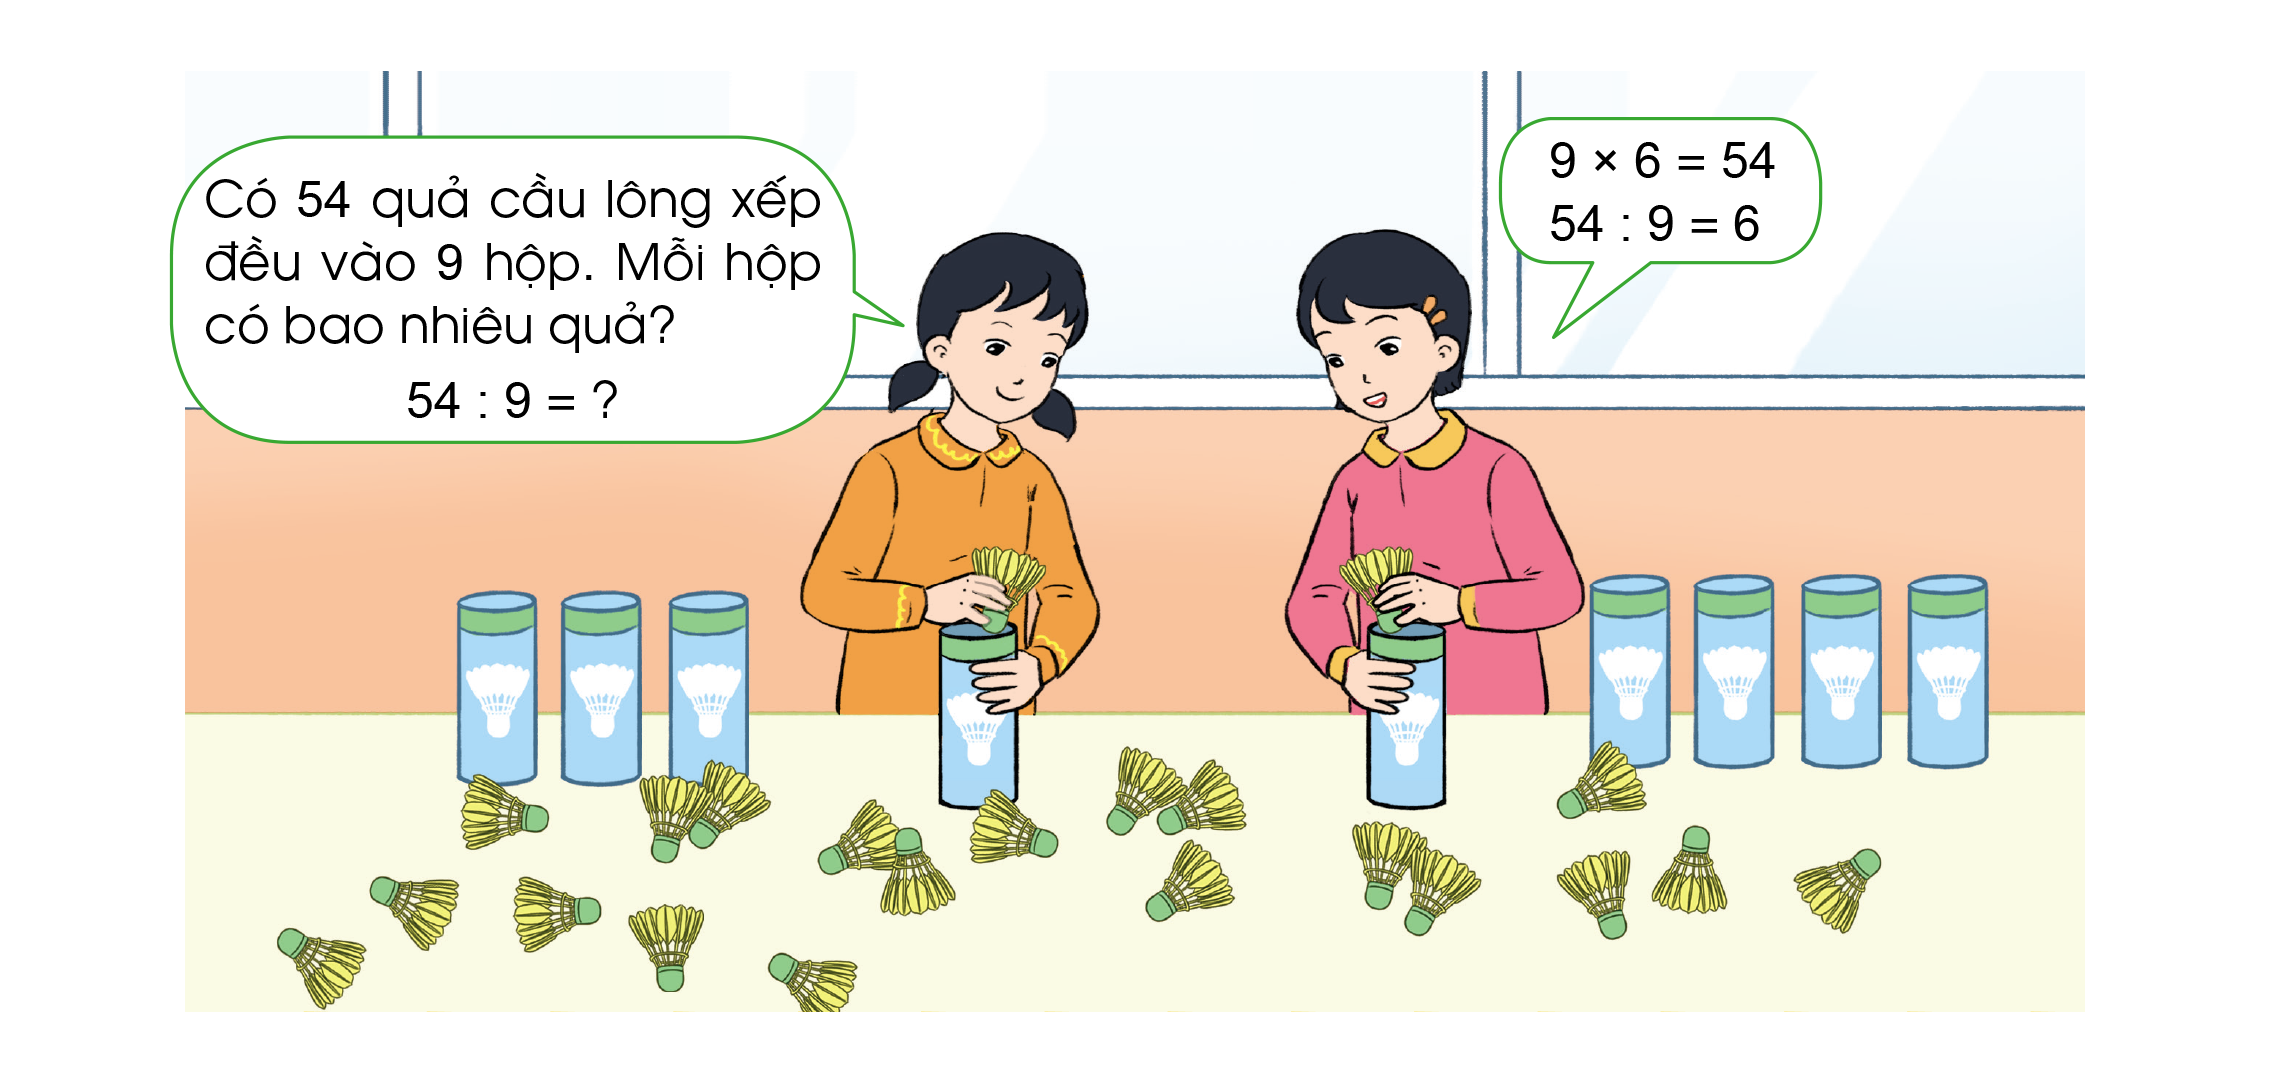 Có 54 quả cầu lông xếp
đều vào 9 hộp. Mỗi hộp
có bao nhiêu quả?
54 : 9 = ?
9 × 6 = 54
54 : 9 = 6